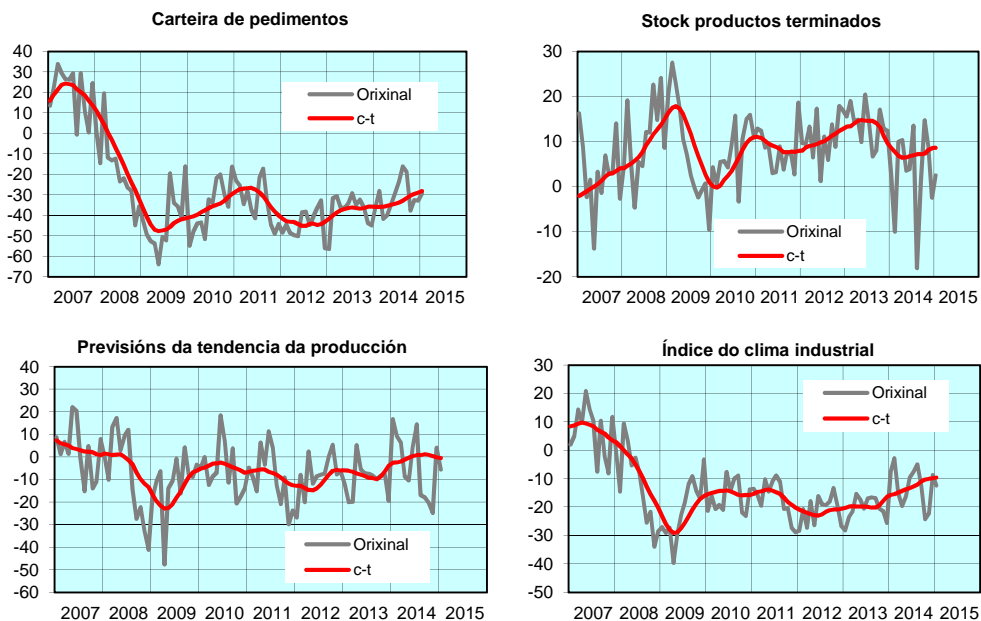 Carteira de pedimentos
40
30
20
10
0
-10
-20
-30
-40
-50
-60
-70
Orixinal
c-t
2007 2008 2009 2010 2011 2012 2013 2014 2015
Stock productos terminados
30
20
10
0
-10
-20
Orixinal
c-t
2007 2008 2009 2010 2011 2012 2013 2014 2015
Previsións da tendencia da producción
40
30
20
10
0
-10
-20
-30
-40
-50
-60
Orixinal
c-t
2007 2008 2009 2010 2011 2012 2013 2014 2015
Índice do clima industrial
30
20
10
0
-10
-20
-30
-40
-50
Orixinal
c-t
2007 2008 2009 2010 2011 2012 2013 2014 2015